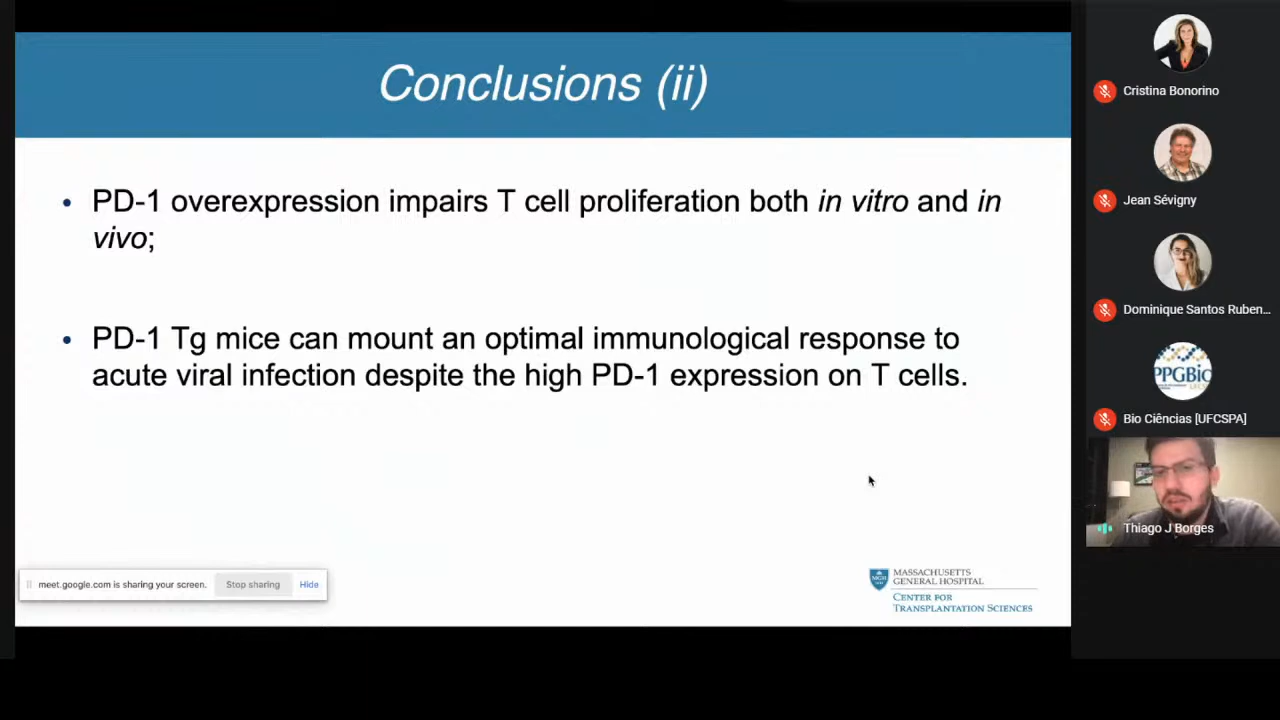 Conclusions (ii)
• PD-1 overexpression impairs T cell proliferation both in vitro and in
vivo;
• PD-1 Tg mice can mount an optimal immunological response to
acute viral infection despite the high PD-1 expression on T cells.
meet.google.com is sharing your screen. Stop sharing Hide
MGH
MASSACHUSETTS
GENERAL HOSPITAL
CENTER FOR
TRANSPLANTATION SCIENCES
Cristina Bonorino
Jean Sévigny
Dominique Santos Ruben...
PPGBio
Bio Ciências [UFCSPA]
Thiago J Borges